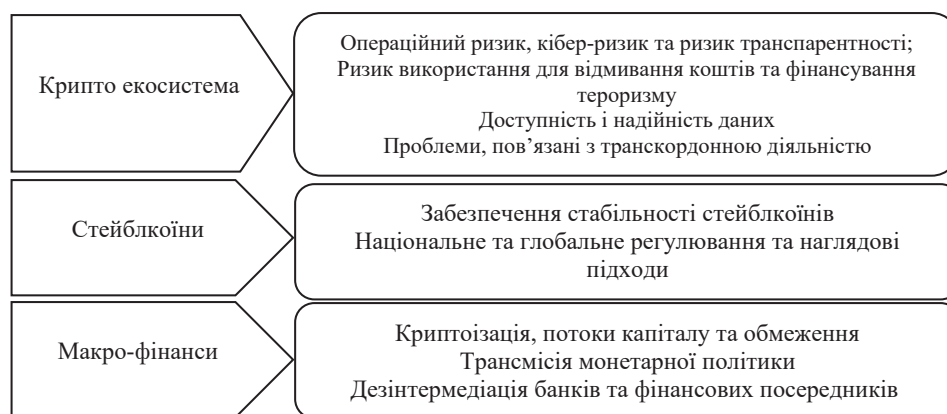 Крипто екосистема
Операційний ризик, кібер-ризик та ризик транспарентності;
Ризик використання для відмивання коштів та фінансування
тероризму
Доступність і надійність даних
Проблеми, пов’язані з транскордонною діяльністю
Стейблкоїни
Забезпечення стабільності стейблкоїнів
Національне та глобальне регулювання та наглядові
підходи
Макро-фінанси
Криптоізація, потоки капіталу та обмеження
Трансмісія монетарної політики
Дезінтермедіація банків та фінансових посередників